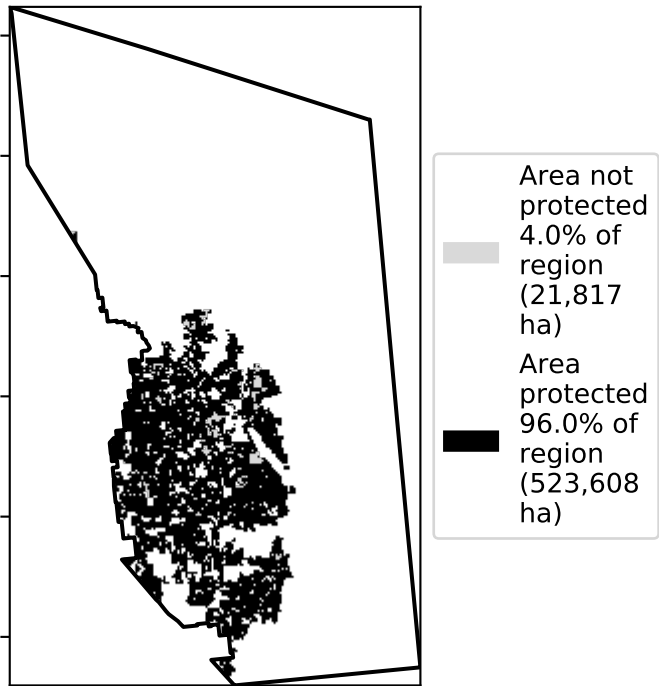 Area not
protected
4.0% of
region
(21,817
ha)
Area
protected
96.0% of
region
(523,608
ha)